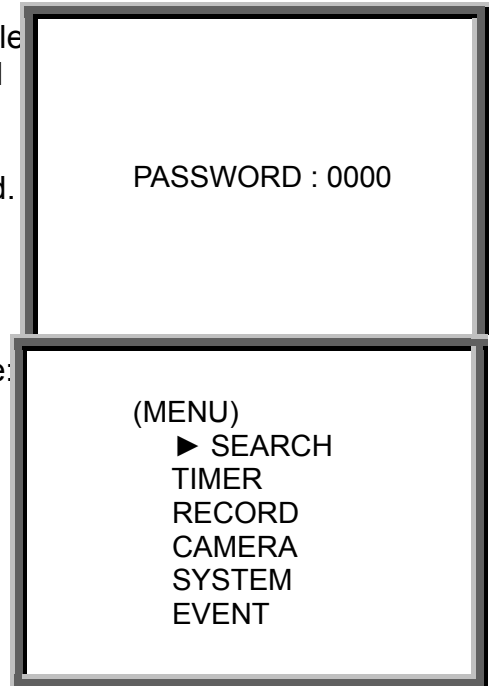 PASSWORD : 0000
(MENU)
► SEARCH
TIMER
RECORD
CAMERA
SYSTEM
EVENT